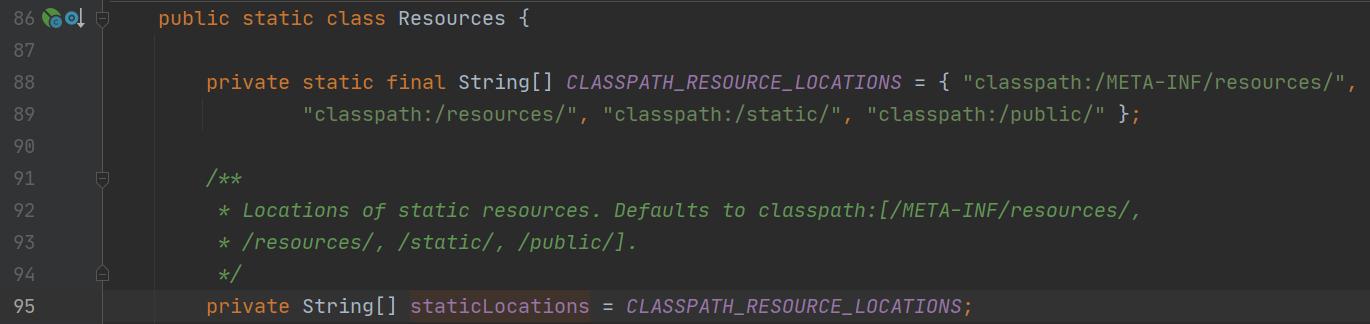 86 public static class Resources {
87
88 private static final String[] CLASSPATH_RESOURCE_LOCATIONS = { "classpath:/META-INF/resources/",
89 "classpath:/resources/", "classpath:/static/", "classpath:/public/" };
90
91 /**
92 * Locations of static resources. Defaults to classpath:[/META-INF/resources/,
93 * /resources/, /static/, /public/].
94 */
95 private String[] staticLocations = CLASSPATH_RESOURCE_LOCATIONS;